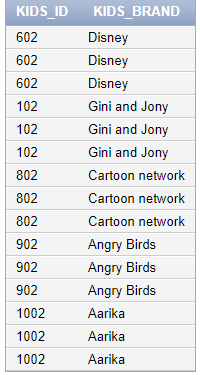 KIDS_ID KIDS_BRAND
602 Disney
602 Disney
602 Disney
102 Gini and Jony
102 Gini and Jony
102 Gini and Jony
802 Cartoon network
802 Cartoon network
802 Cartoon network
902 Angry Birds
902 Angry Birds
902 Angry Birds
1002 Aarika
1002 Aarika
1002 Aarika